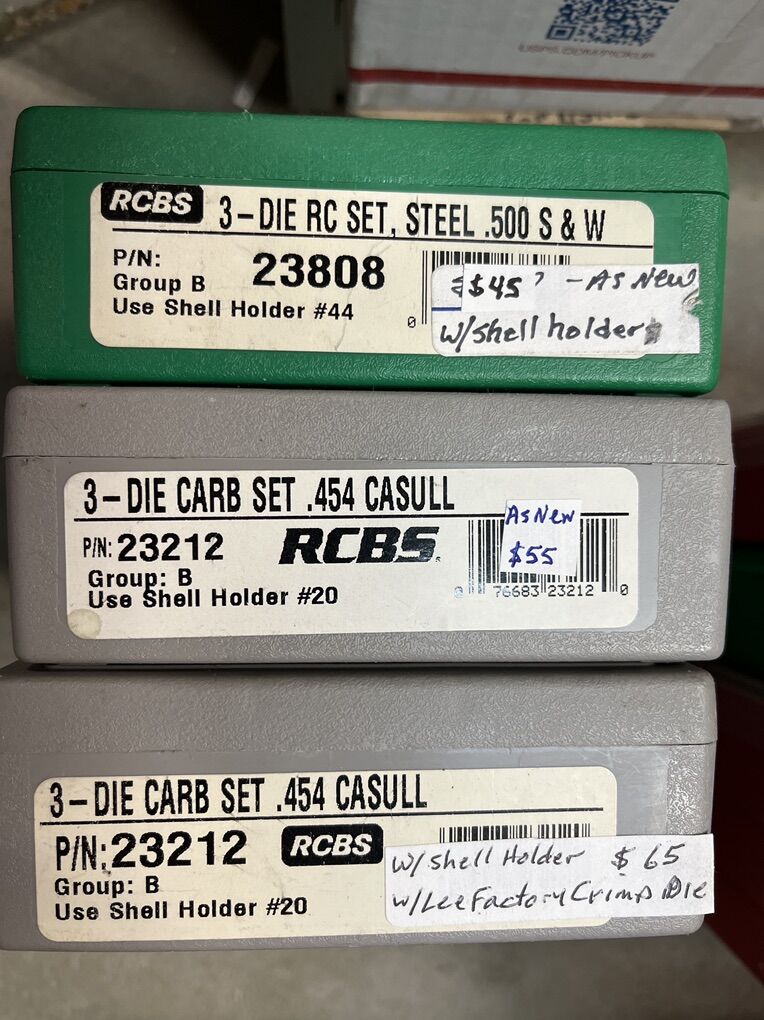 RCBS 3-DIE RC SET, STEEL .500 S & W
P/N: 23808
Group B
Use Shell Holder #44
0
$45 - As New
w/shell holder
3-DIE CARB SET .454 CASULL
P/N: 23212 RCBS.
Group: B
Use Shell Holder #20
As New
$55
0 76683 23212 0
3-DIE CARB SET .454 CASULL
P/N: 23212 RCBS
Group: B
Use Shell Holder #20
W/shell Holder $65
w/Lee Factory Crimp Die